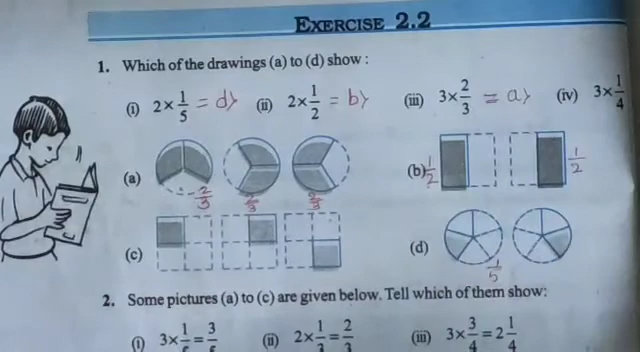 EXERCISE 2.2
1. Which of the drawings (a) to (d) show :
(i) 2×1/5 = d) (ii) 2×1/2 = b) (iii) 3×2/3 = a) (iv) 3×1/4
(a) 2/3 2/3 2/3 (b) 1/2 1/2
(c) (d) 1/5
2. Some pictures (a) to (c) are given below. Tell which of them show:
(i) 3×1/5=3/5 (ii) 2×1/3=2/3 (iii) 3×3/4=2 1/4